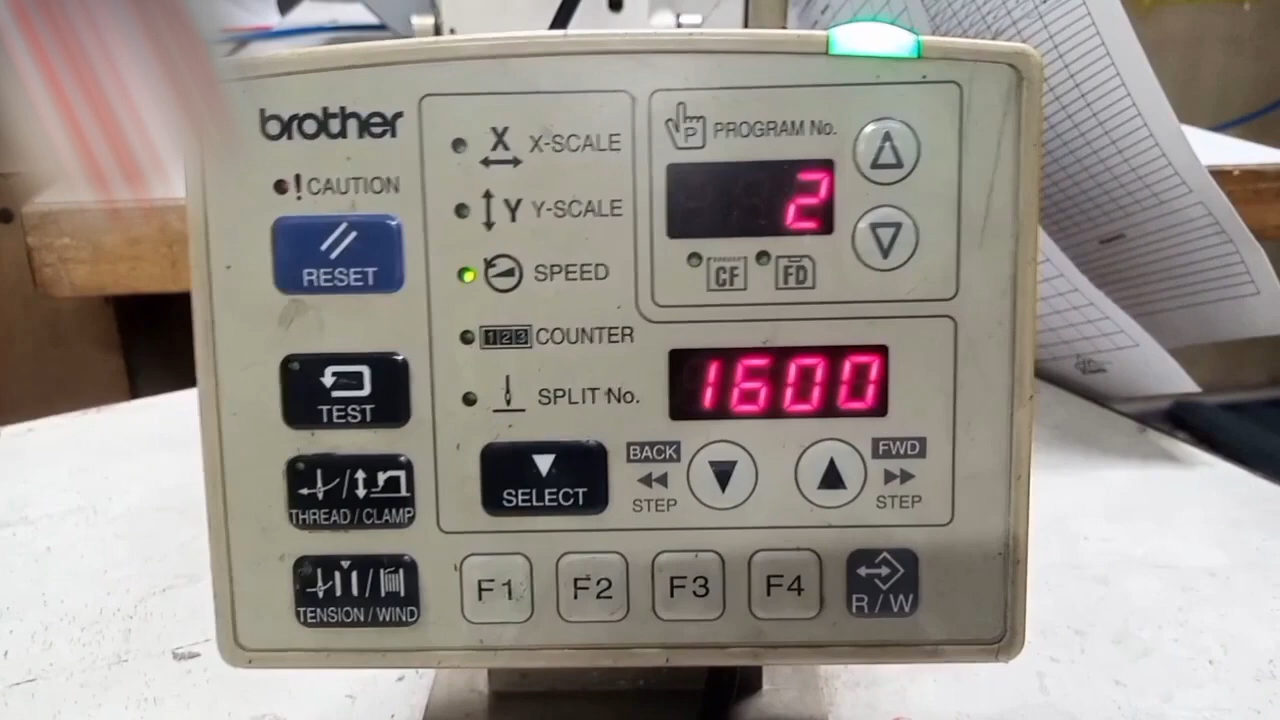 brother
! CAUTION
RESET
TEST
THREAD / CLAMP
TENSION / WIND
X X-SCALE
Y Y-SCALE
SPEED
123 COUNTER
SPLIT No.
SELECT
P PROGRAM No.
2
CF FD
1600
BACK
STEP
FWD
STEP
F1 F2 F3 F4 R / W